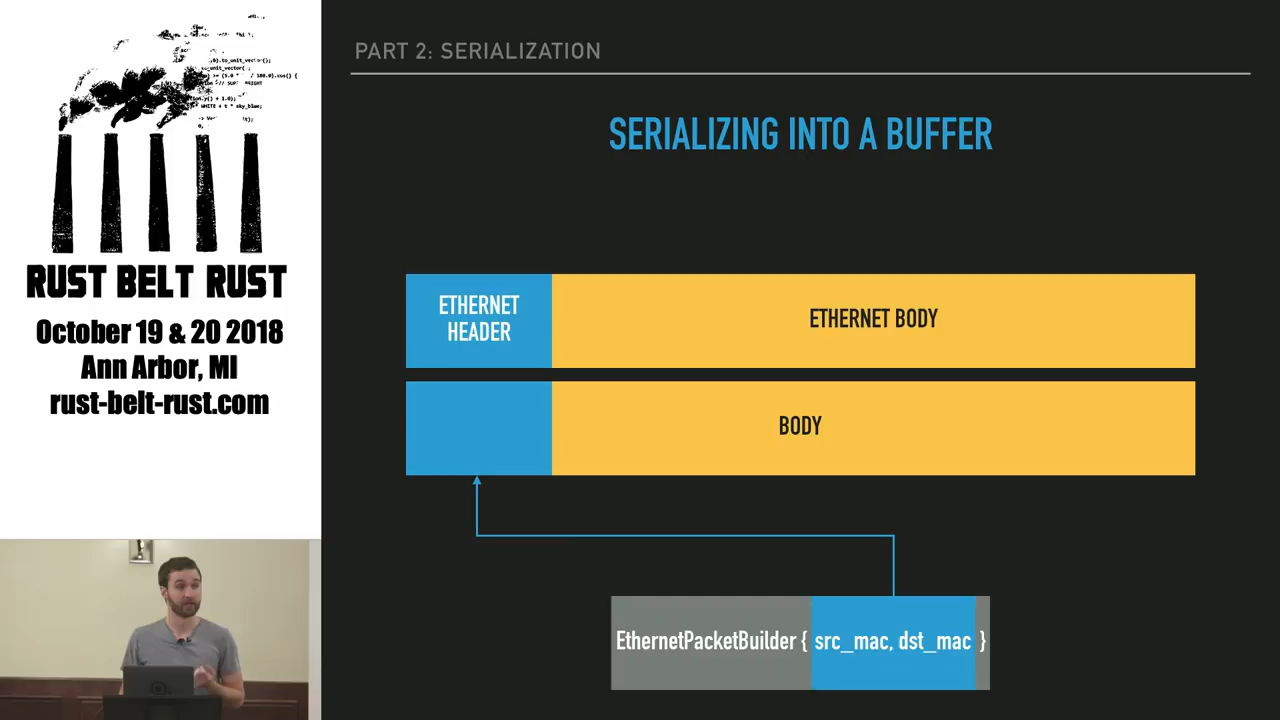 RUST BELT RUST
October 19 & 20 2018
Ann Arbor, MI
rust-belt-rust.com
PART 2: SERIALIZATION
SERIALIZING INTO A BUFFER
ETHERNET
HEADER
ETHERNET BODY
BODY
EthernetPacketBuilder { src_mac, dst_mac }